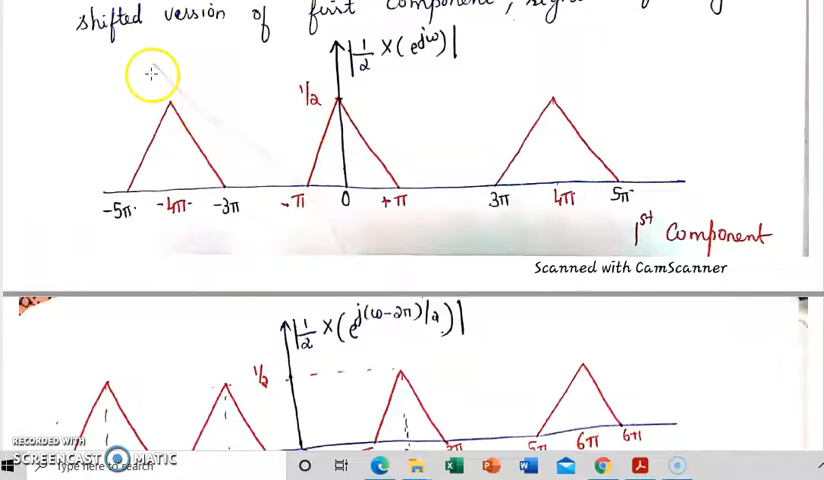 shifted version of first component,
|1/2 X(e^jω)|
1/2
-5π -4π -3π -π 0 +π 3π 4π 5π
1st Component
Scanned with CamScanner
|1/2 X(e^j(ω-2π)/2)|
1/2
5π 6π 6π
RECORDED WITH
SCREENCAST MATIC
Type here to search